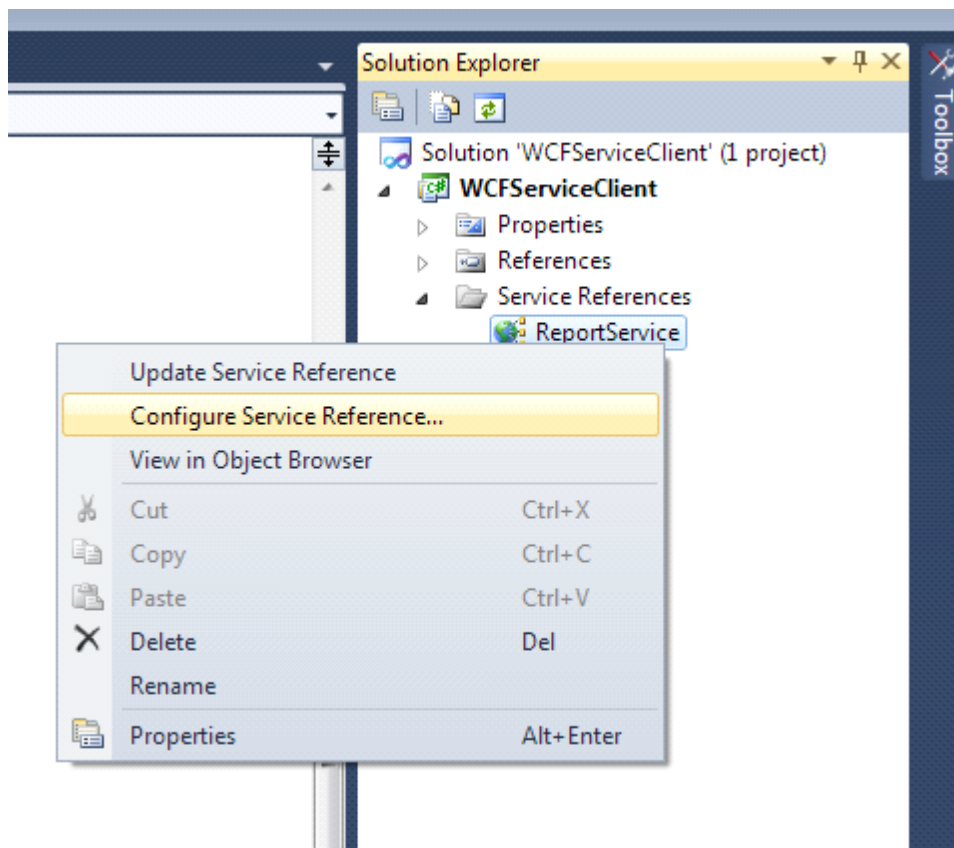 Solution Explorer
Toolbox
Solution 'WCFServiceClient' (1 project)
C#
WCFServiceClient
Properties
References
Service References
ReportService
Update Service Reference
Configure Service Reference...
View in Object Browser
Cut Ctrl+X
Copy Ctrl+C
Paste Ctrl+V
Delete Del
Rename
Properties Alt+Enter